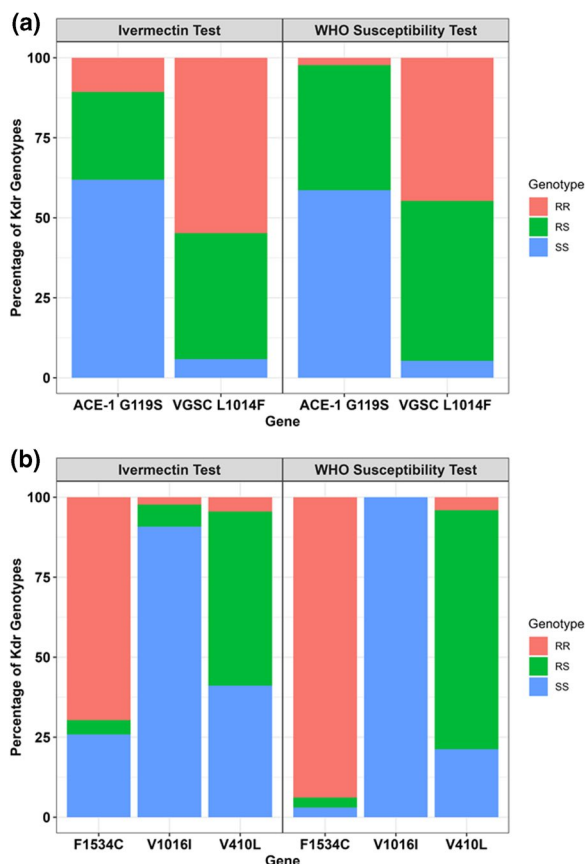 (a)
Ivermectin Test WHO Susceptibility Test
100
75
50
25
0
Percentage of Kdr Genotypes
ACE-1 G119S VGSC L1014F ACE-1 G119S VGSC L1014F
Gene
Genotype
RR
RS
SS
(b)
Ivermectin Test WHO Susceptibility Test
100
75
50
25
0
Percentage of Kdr Genotypes
F1534C V1016I V410L F1534C V1016I V410L
Gene
Genotype
RR
RS
SS